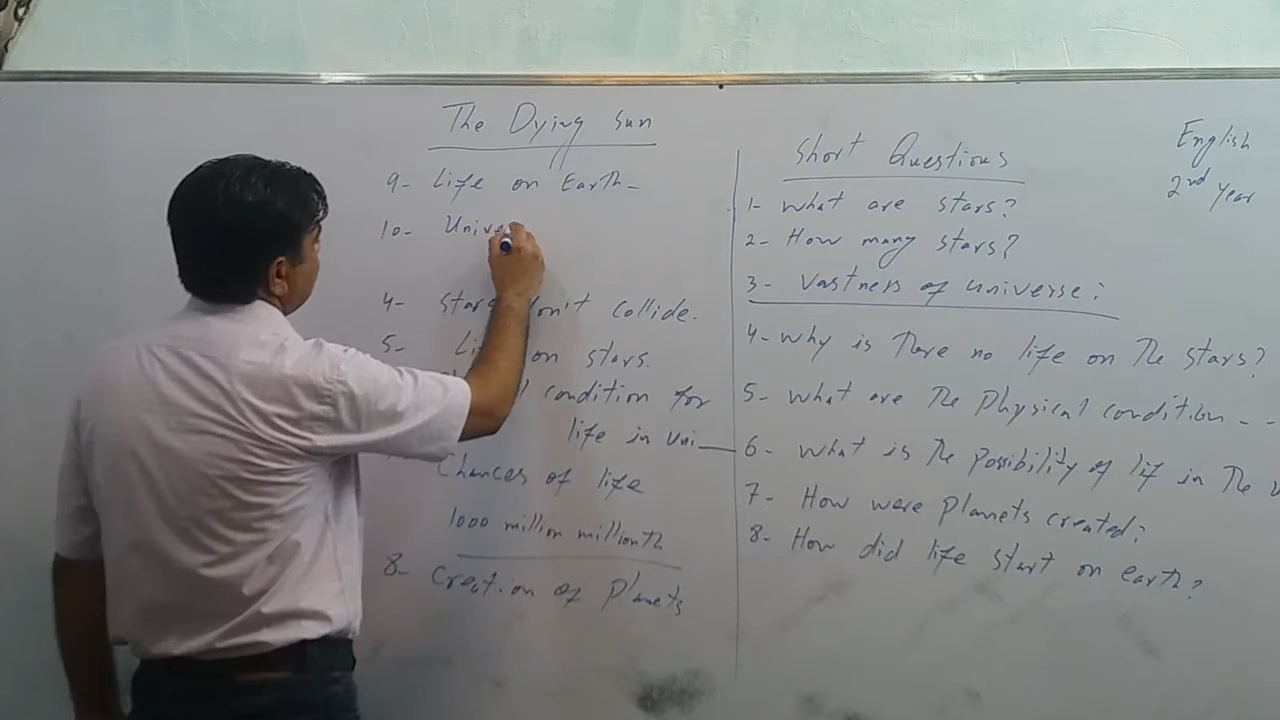 The Dying Sun
9- Life on Earth-
10- Unive
4- Stars don't Collide.
5- on stars.
condition for
life in uni
Chances of life
1000 million millionth
8- Creation of Planets
Short Questions
1- What are stars?
2- How many stars?
3- Vastness of universe:
4- Why is There no life on The stars?
5- What are The Physical condition - -
6- What is The possibility of lif in The
7- How were planets created?
8- How did life start on earth?
English
2nd Year